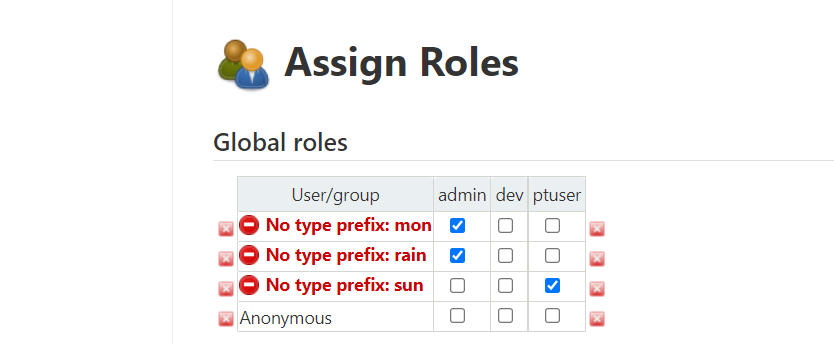 Assign Roles
Global roles
User/group admin dev ptuser
No type prefix: mon
No type prefix: rain
No type prefix: sun
Anonymous